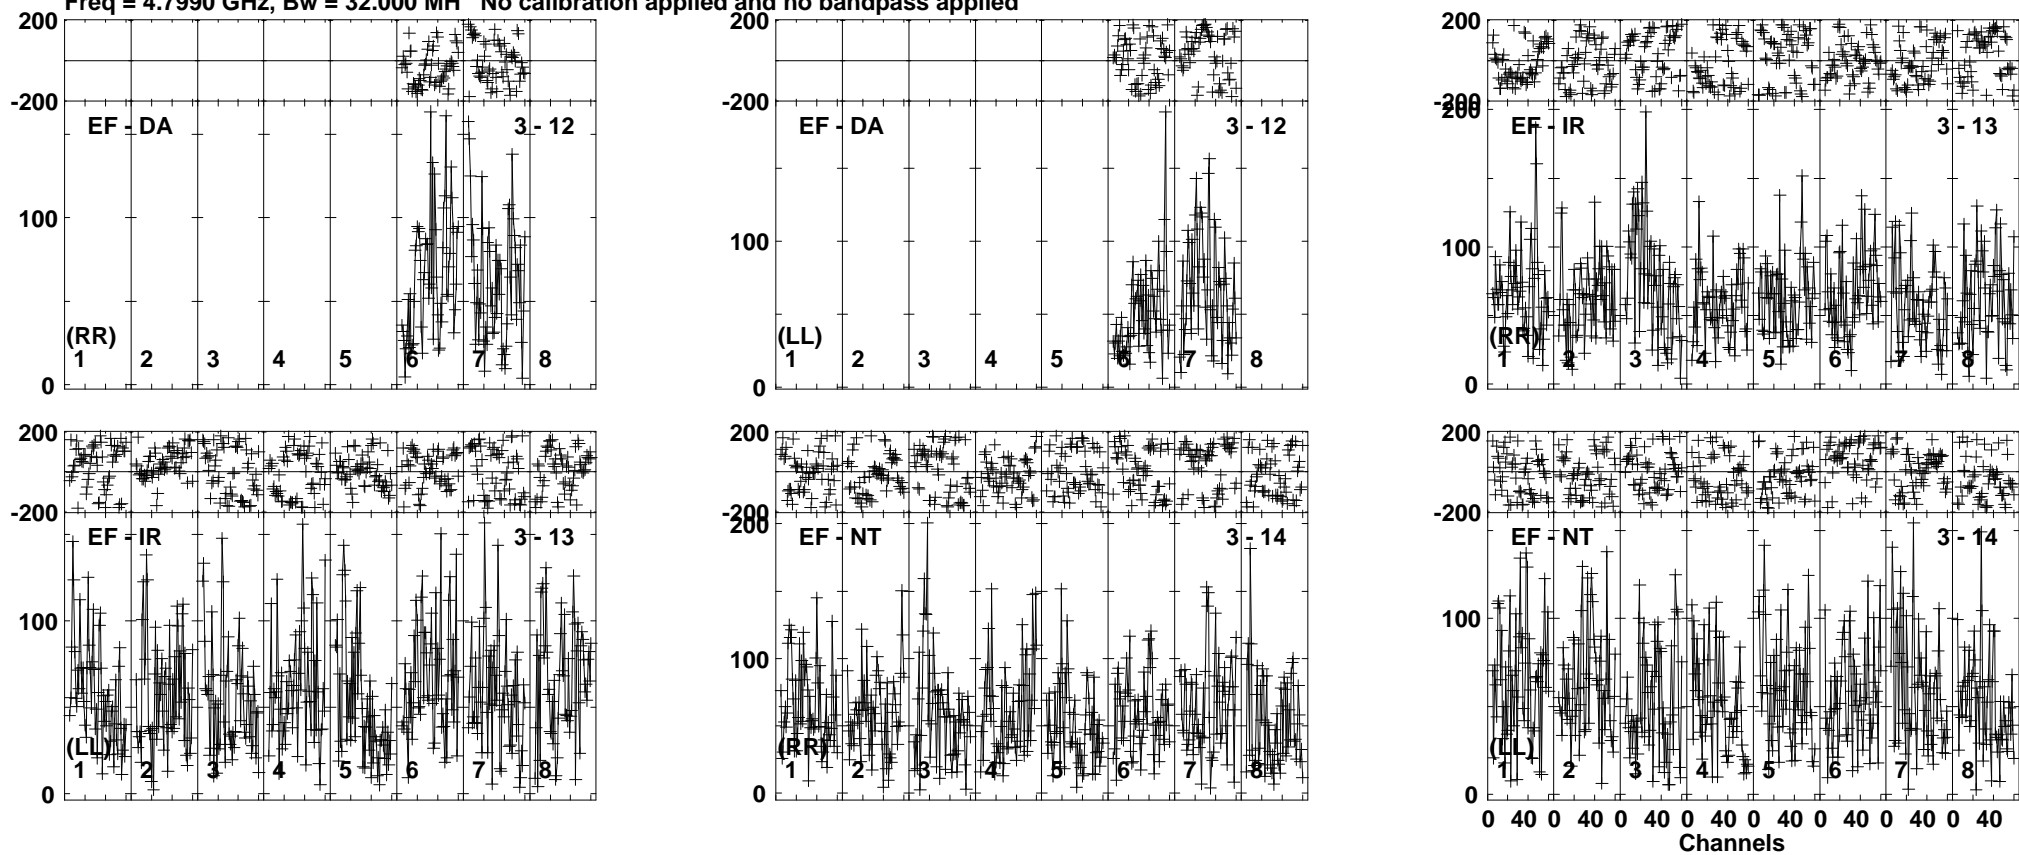 Freq = 4.7990 GHz, Bw = 32.000 MH No calibration applied and no bandpass applied
200
-200
EF - DA 3 - 12
100
(RR)
1 2 3 4 5 6 7 8
0
200
-200
EF - DA 3 - 12
100
(LL)
1 2 3 4 5 6 7 8
0
200
-200
200
EF - IR 3 - 13
100
(RR)
1 2 3 4 5 6 7 8
0
200
-200
EF - IR 3 - 13
100
(LL)
1 2 3 4 5 6 7 8
0
200
-200
200
EF - NT 3 - 14
100
(RR)
1 2 3 4 5 6 7 8
0
200
-200
EF - NT 3 - 14
100
(LL)
1 2 3 4 5 6 7 8
0
0 40 0 40 0 40 0 40 0 40 0 40 0 40 0 40
Channels